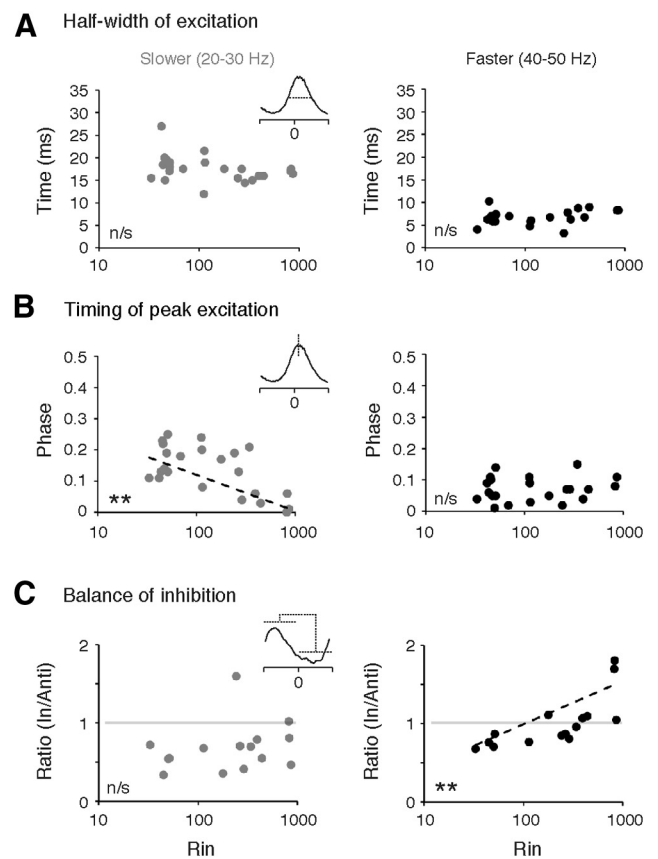 A Half-width of excitation
Slower (20-30 Hz)
Faster (40-50 Hz)
Time (ms)
35
30
25
20
15
10
5
0
n/s
0
10 100 1000
35
30
25
20
15
10
5
0
Time (ms)
n/s
10 100 1000
B Timing of peak excitation
Phase
0.5
0.4
0.3
0.2
0.1
0
**
0
10 100 1000
Phase
0.5
0.4
0.3
0.2
0.1
0
n/s
10 100 1000
C Balance of inhibition
Ratio (In/Anti)
2
1
0
n/s
0
10 100 1000
Rin
Ratio (In/Anti)
2
1
0
**
10 100 1000
Rin